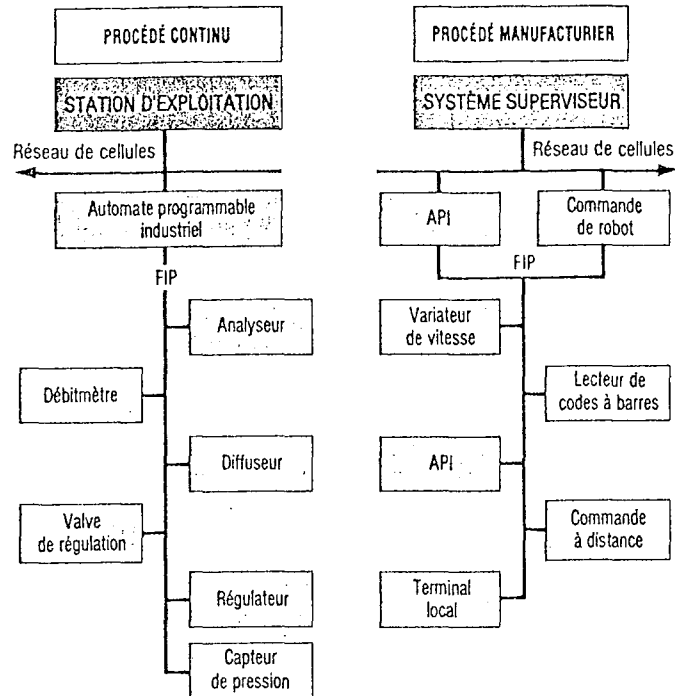 PROCÉDÉ CONTINU
STATION D'EXPLOITATION
Réseau de cellules
Automate programmable
industriel
FIP
Analyseur
Débitmètre
Diffuseur
Valve
de régulation
Régulateur
Capteur
de pression
PROCÉDÉ MANUFACTURIER
SYSTÈME SUPERVISEUR
Réseau de cellules
API
Commande
de robot
FIP
Variateur
de vitesse
Lecteur de
codes à barres
API
Commande
à distance
Terminal
local